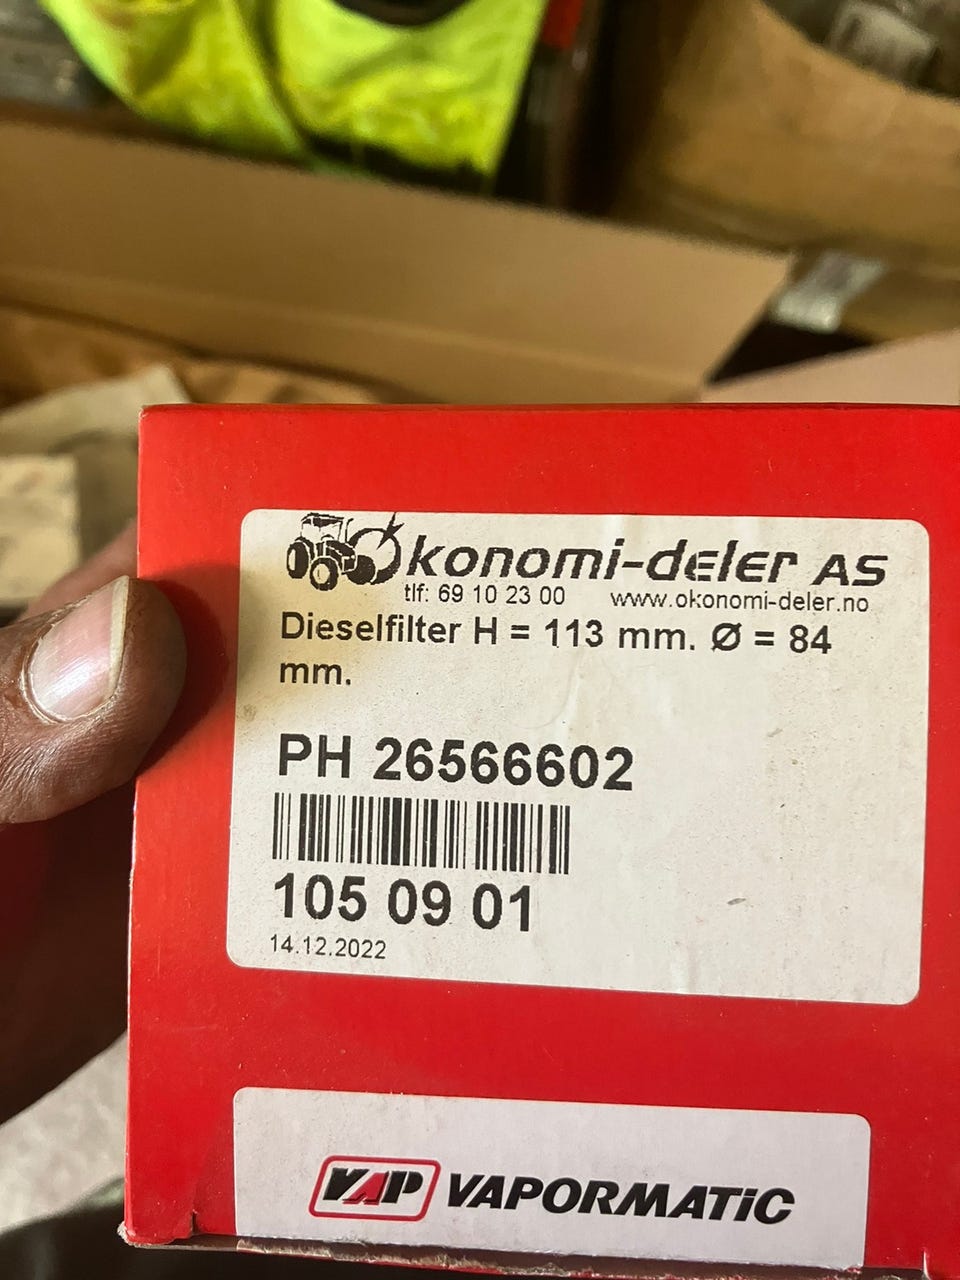 Økonomi-deler AS
tlf: 69 10 23 00 www.okonomi-deler.no
Dieselfilter H = 113 mm. Ø = 84
mm.
PH 26566602
105 09 01
14.12.2022
VAP VAPORMATiC